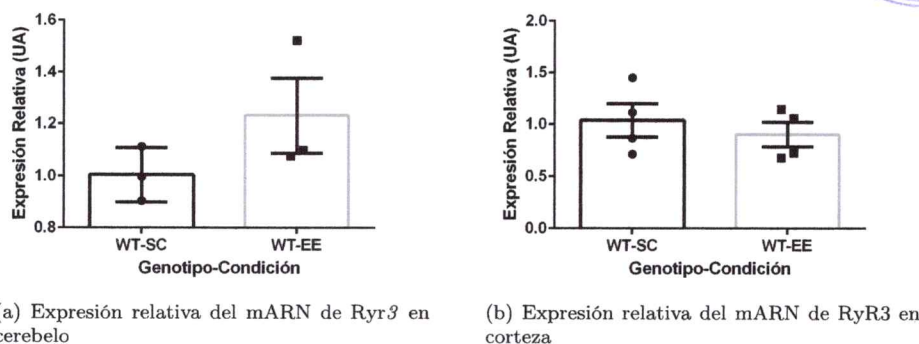 1.6
1.4
1.2
1.0
0.8
Expresión Relativa (UA)
WT-SC
WT-EE
Genotipo-Condición
2.0
1.5
1.0
0.5
0.0
Expresión Relativa (UA)
WT-SC
WT-EE
Genotipo-Condición
a) Expresión relativa del mARN de Ryr3 en
cerebelo
(b) Expresión relativa del mARN de RyR3 en
corteza